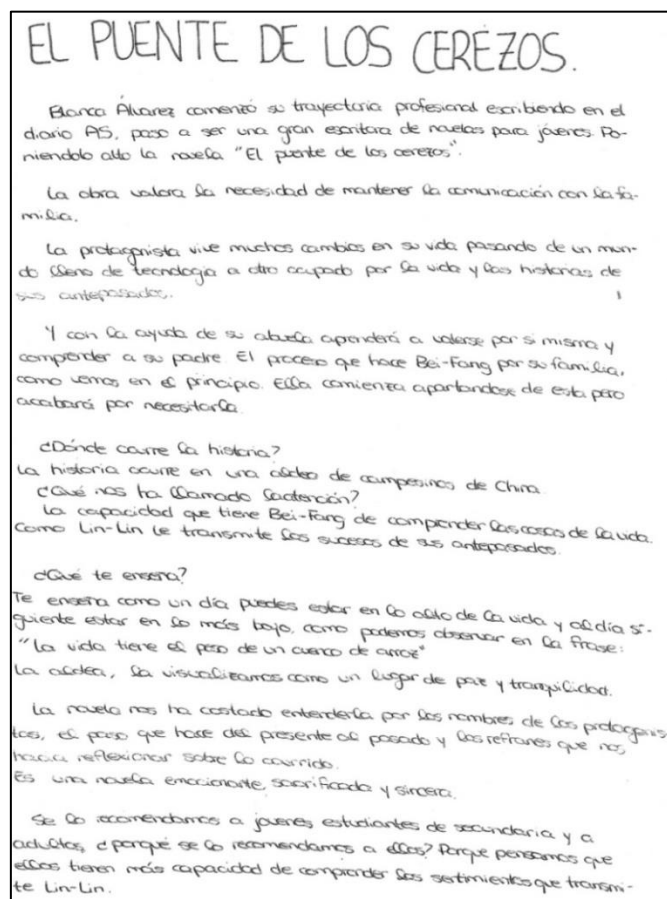 EL PUENTE DE LOS CEREZOS.
Blanca Álvarez comenzó su trayectoria profesional escribiendo en el
diario AS, paso a ser una gran escritora de novelas para jóvenes. Po-
niendolo alto la novela "El puente de los cerezos".
La obra valora la necesidad de mantener la comunicación con la fa-
milia.
La protagonista vive muchos cambios en su vida pasando de un mun-
do lleno de tecnología a otro ocupado por la vida y las historias de
sus antepasados.
Y con la ayuda de su abuela aprenderá a valerse por si misma y
comprender a su padre. El proceso que hace Bei-Fang por su familia,
como vemos en el principio. Ella comienza apartandose de esta pero
acabará por necesitarla.
¿Dónde ocurre la historia?
La historia ocurre en una aldea de campesinos de China.
¿Qué nos ha llamado la atención?
La capacidad que tiene Bei-Fang de comprender las cosas de la vida.
Como Lin-Lin le transmite los sucesos de sus antepasados.
¿Qué te enseña?
Te enseña como un día puedes estar en lo alto de la vida y al día si-
guiente estar en lo más bajo, como podemos observar en la frase:
"La vida tiene el peso de un cuenco de arroz"
La aldea, la visualizamos como un lugar de paz y tranquilidad.
La novela nos ha costado entenderla por los nombres de los protagonis
tas, el paso que hace del presente al pasado y los refranes que nos
hacia reflexionar sobre lo ocurrido.
Es una novela emocionante, sacrificada y sincera.
Se lo recomendamos a jovenes estudiantes de secundaria y a
adultos, ¿porqué se lo recomendamos a ellos? Porque pensamos que
ellos tienen más capacidad de comprender los sentimientos que transmi-
te Lin-Lin.